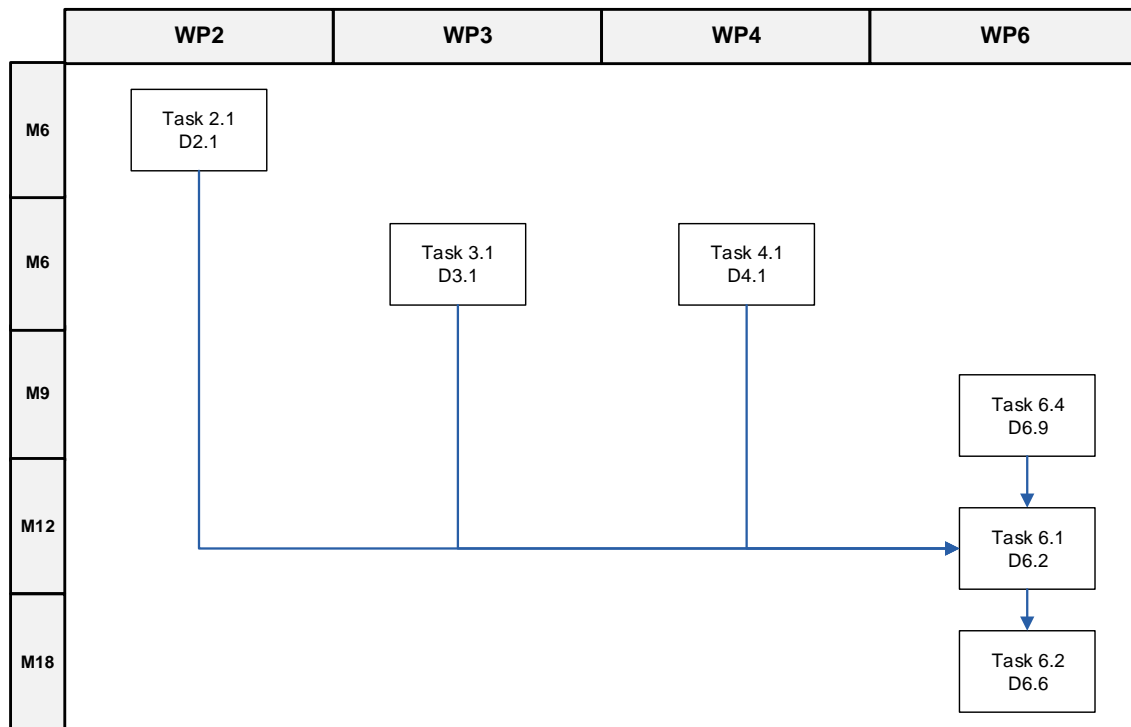 WP2
WP3
WP4
WP6
M6
Task 2.1
D2.1
M6
Task 3.1
D3.1
Task 4.1
D4.1
M9
Task 6.4
D6.9
M12
Task 6.1
D6.2
M18
Task 6.2
D6.6